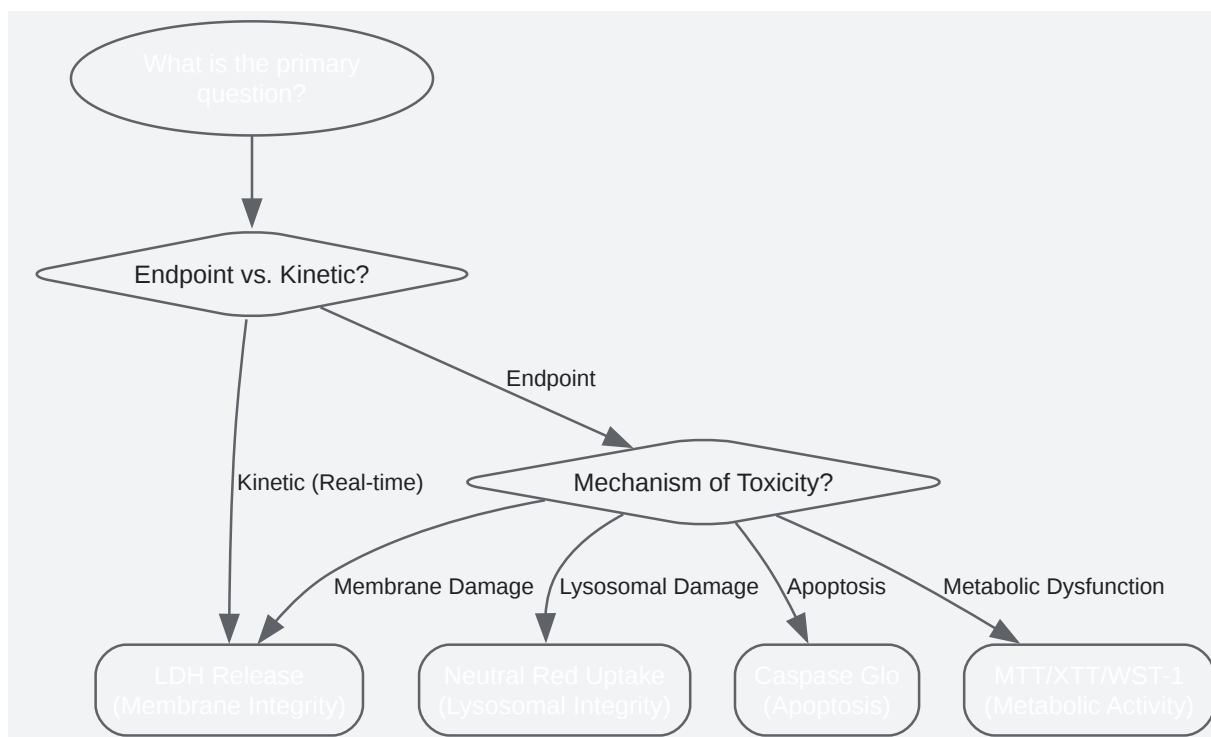 What is the primary
question?
Endpoint vs. Kinetic?
Endpoint
Kinetic (Real-time)
Mechanism of Toxicity?
Membrane Damage
Lysosomal Damage
Apoptosis
Metabolic Dysfunction
LDH Release
(Membrane Integrity)
Neutral Red Uptake
(Lysosomal Integrity)
Caspase Glo
(Apoptosis)
MTT/XTT/WST-1
(Metabolic Activity)